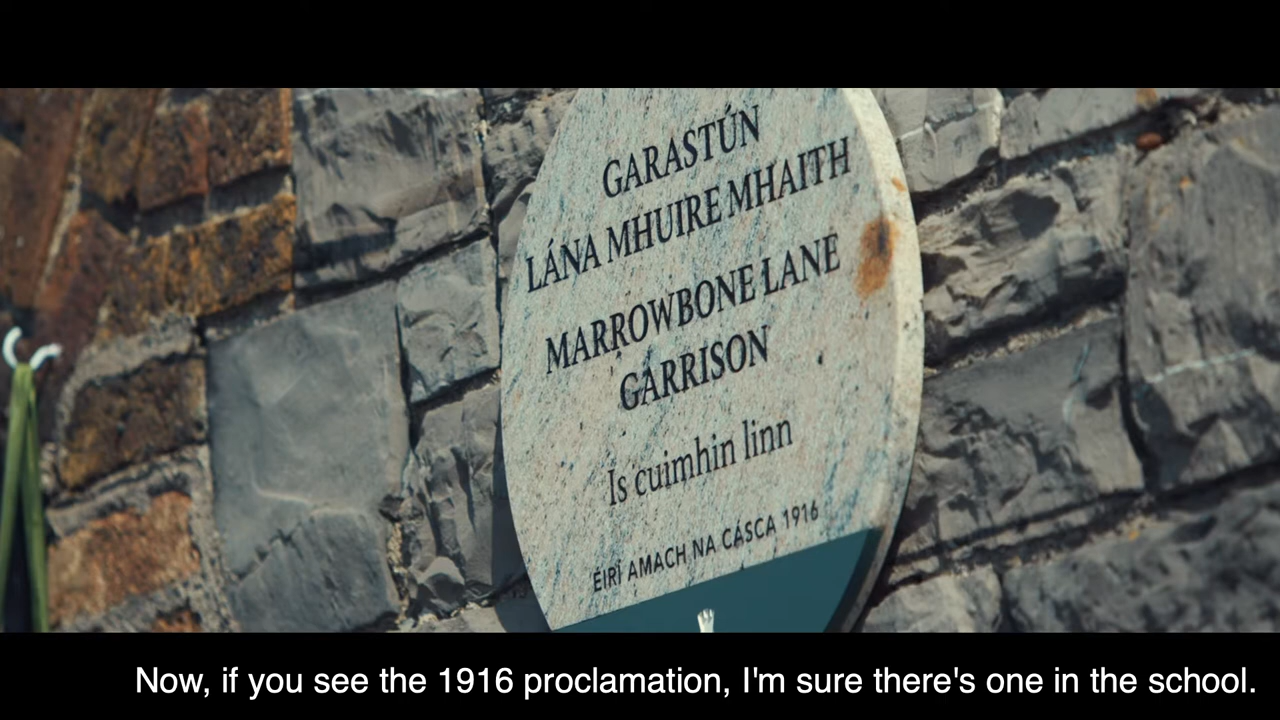 GARASTÚN
LÁNA MHUIRE MHAITH
MARROWBONE LANE
GARRISON
Is cuimhin linn
ÉIRÍ AMACH NA CÁSCA 1916
Now, if you see the 1916 proclamation, I'm sure there's one in the school.